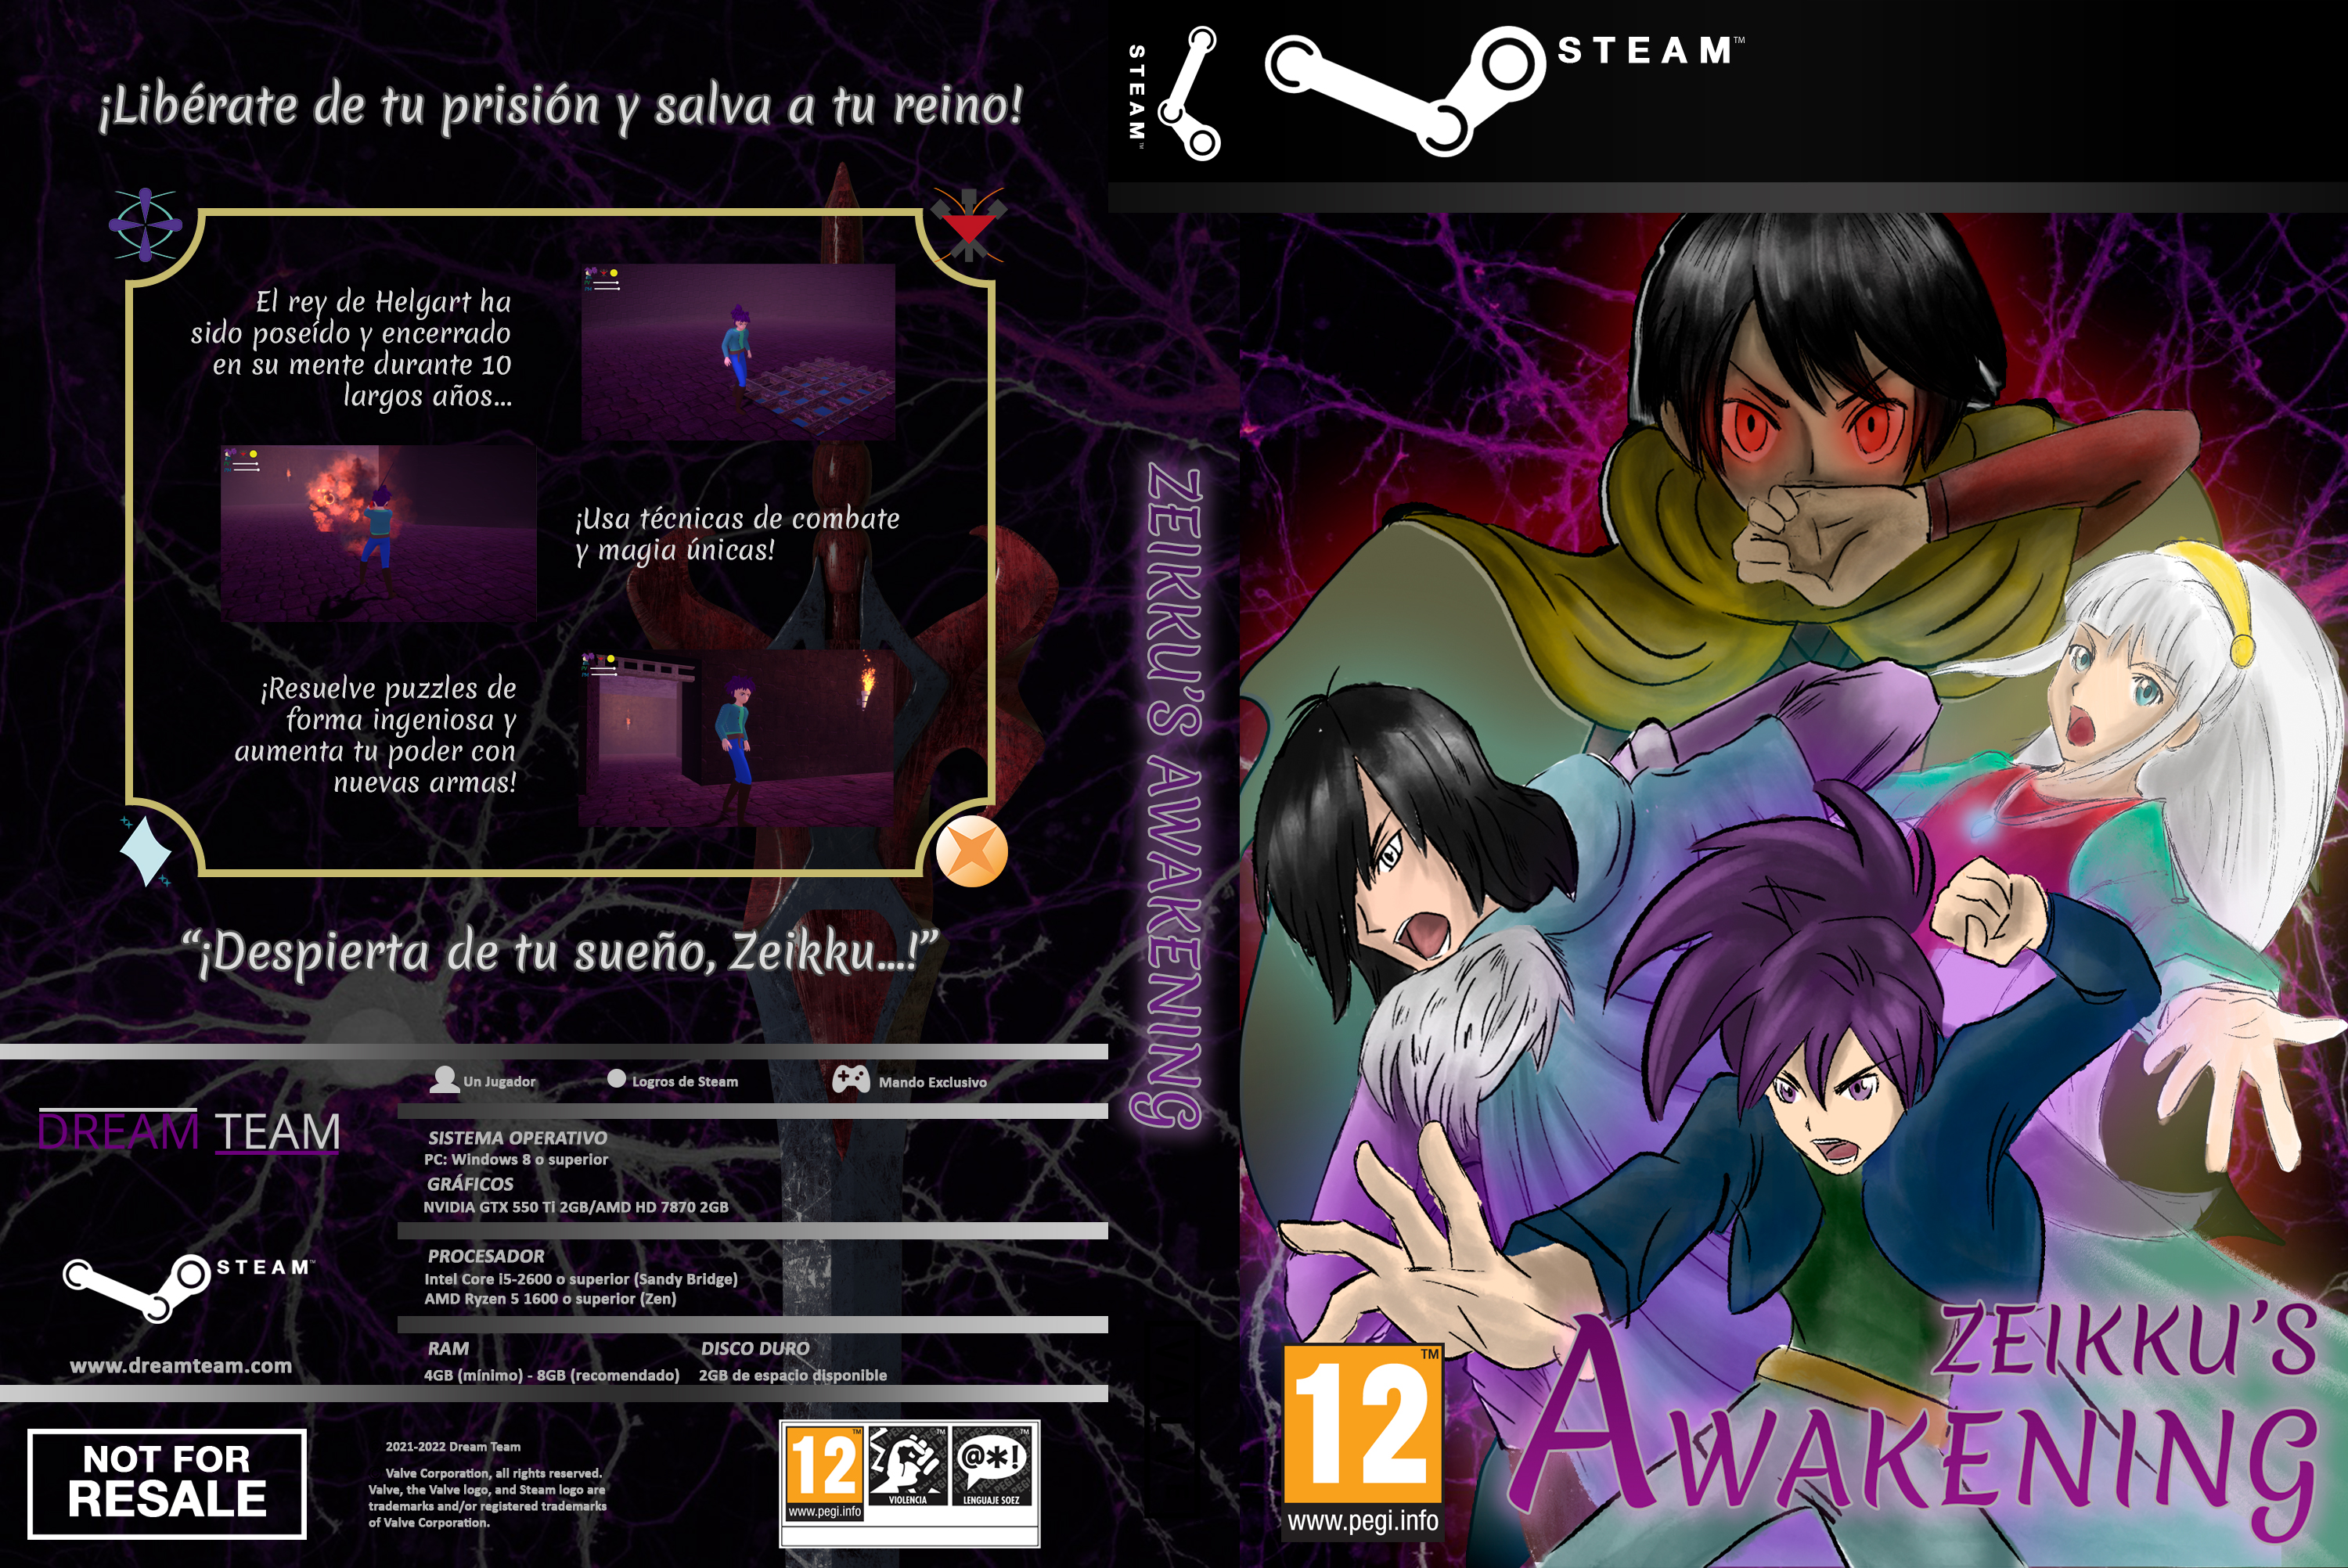 ¡Libérate de tu prisión y salva a tu reino!
El rey de Helgart ha
sido poseído y encerrado
en su mente durante 10
largos años...
¡Usa técnicas de combate
y magia únicas!
¡Resuelve puzzles de
forma ingeniosa y
aumenta tu poder con
nuevas armas!
“¡Despierta de tu sueño, Zeikku...!”
Un Jugador
Logros de Steam
Mando Exclusivo
DREAM TEAM
SISTEMA OPERATIVO
PC: Windows 8 o superior
GRÁFICOS
NVIDIA GTX 550 Ti 2GB/AMD HD 7870 2GB
PROCESADOR
Intel Core i5-2600 o superior (Sandy Bridge)
AMD Ryzen 5 1600 o superior (Zen)
STEAM™
RAM
4GB (mínimo) - 8GB (recomendado)
DISCO DURO
2GB de espacio disponible
www.dreamteam.com
NOT FOR
RESALE
2021-2022 Dream Team
Valve Corporation, all rights reserved.
Valve, the Valve logo, and Steam logo are
trademarks and/or registered trademarks
of Valve Corporation.
12™
www.pegi.info
VIOLENCIA
@*!
LENGUAJE SOEZ
STEAM™
ZEIKKU'S AWAKENING
STEAM™
12™
www.pegi.info
ZEIKKU'S
AWAKENING